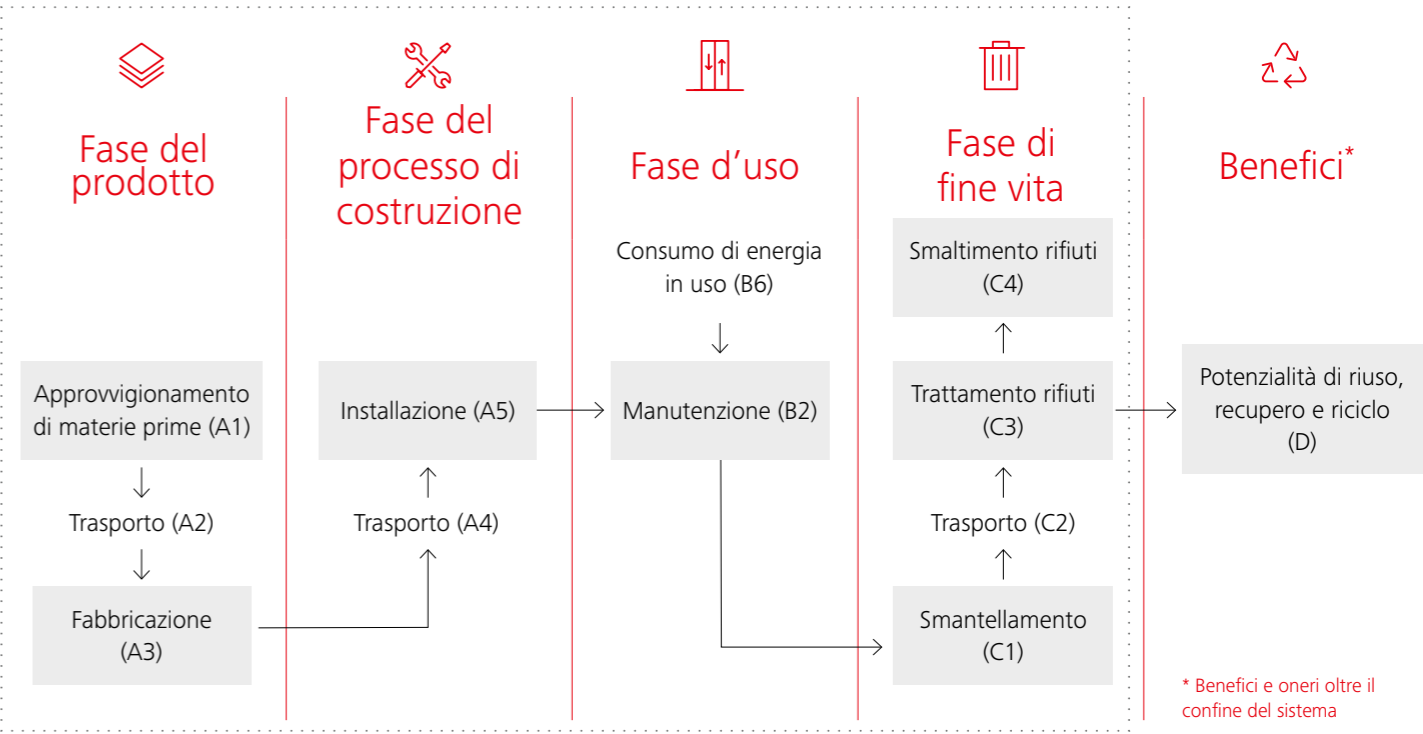 Fase del
prodotto
Approvvigionamento
di materie prime (A1)
Trasporto (A2)
Fabbricazione
(A3)
Fase del
processo di
costruzione
Installazione (A5)
Trasporto (A4)
Fase d’uso
Consumo di energia
in uso (B6)
Manutenzione (B2)
Fase di
fine vita
Smaltimento rifiuti
(C4)
Trattamento rifiuti
(C3)
Trasporto (C2)
Smantellamento
(C1)
Benefici*
Potenzialità di riuso,
recupero e riciclo
(D)
* Benefici e oneri oltre il
confine del sistema